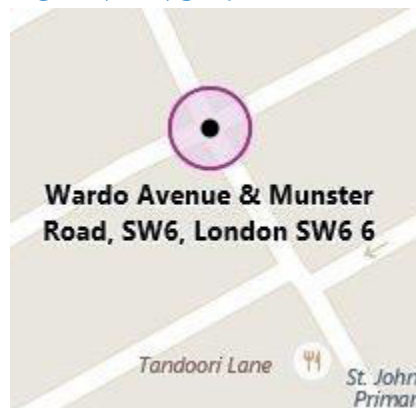 Wardo Avenue & Munster
Road, SW6, London SW6 6
Tandoori Lane
St. John
Primar